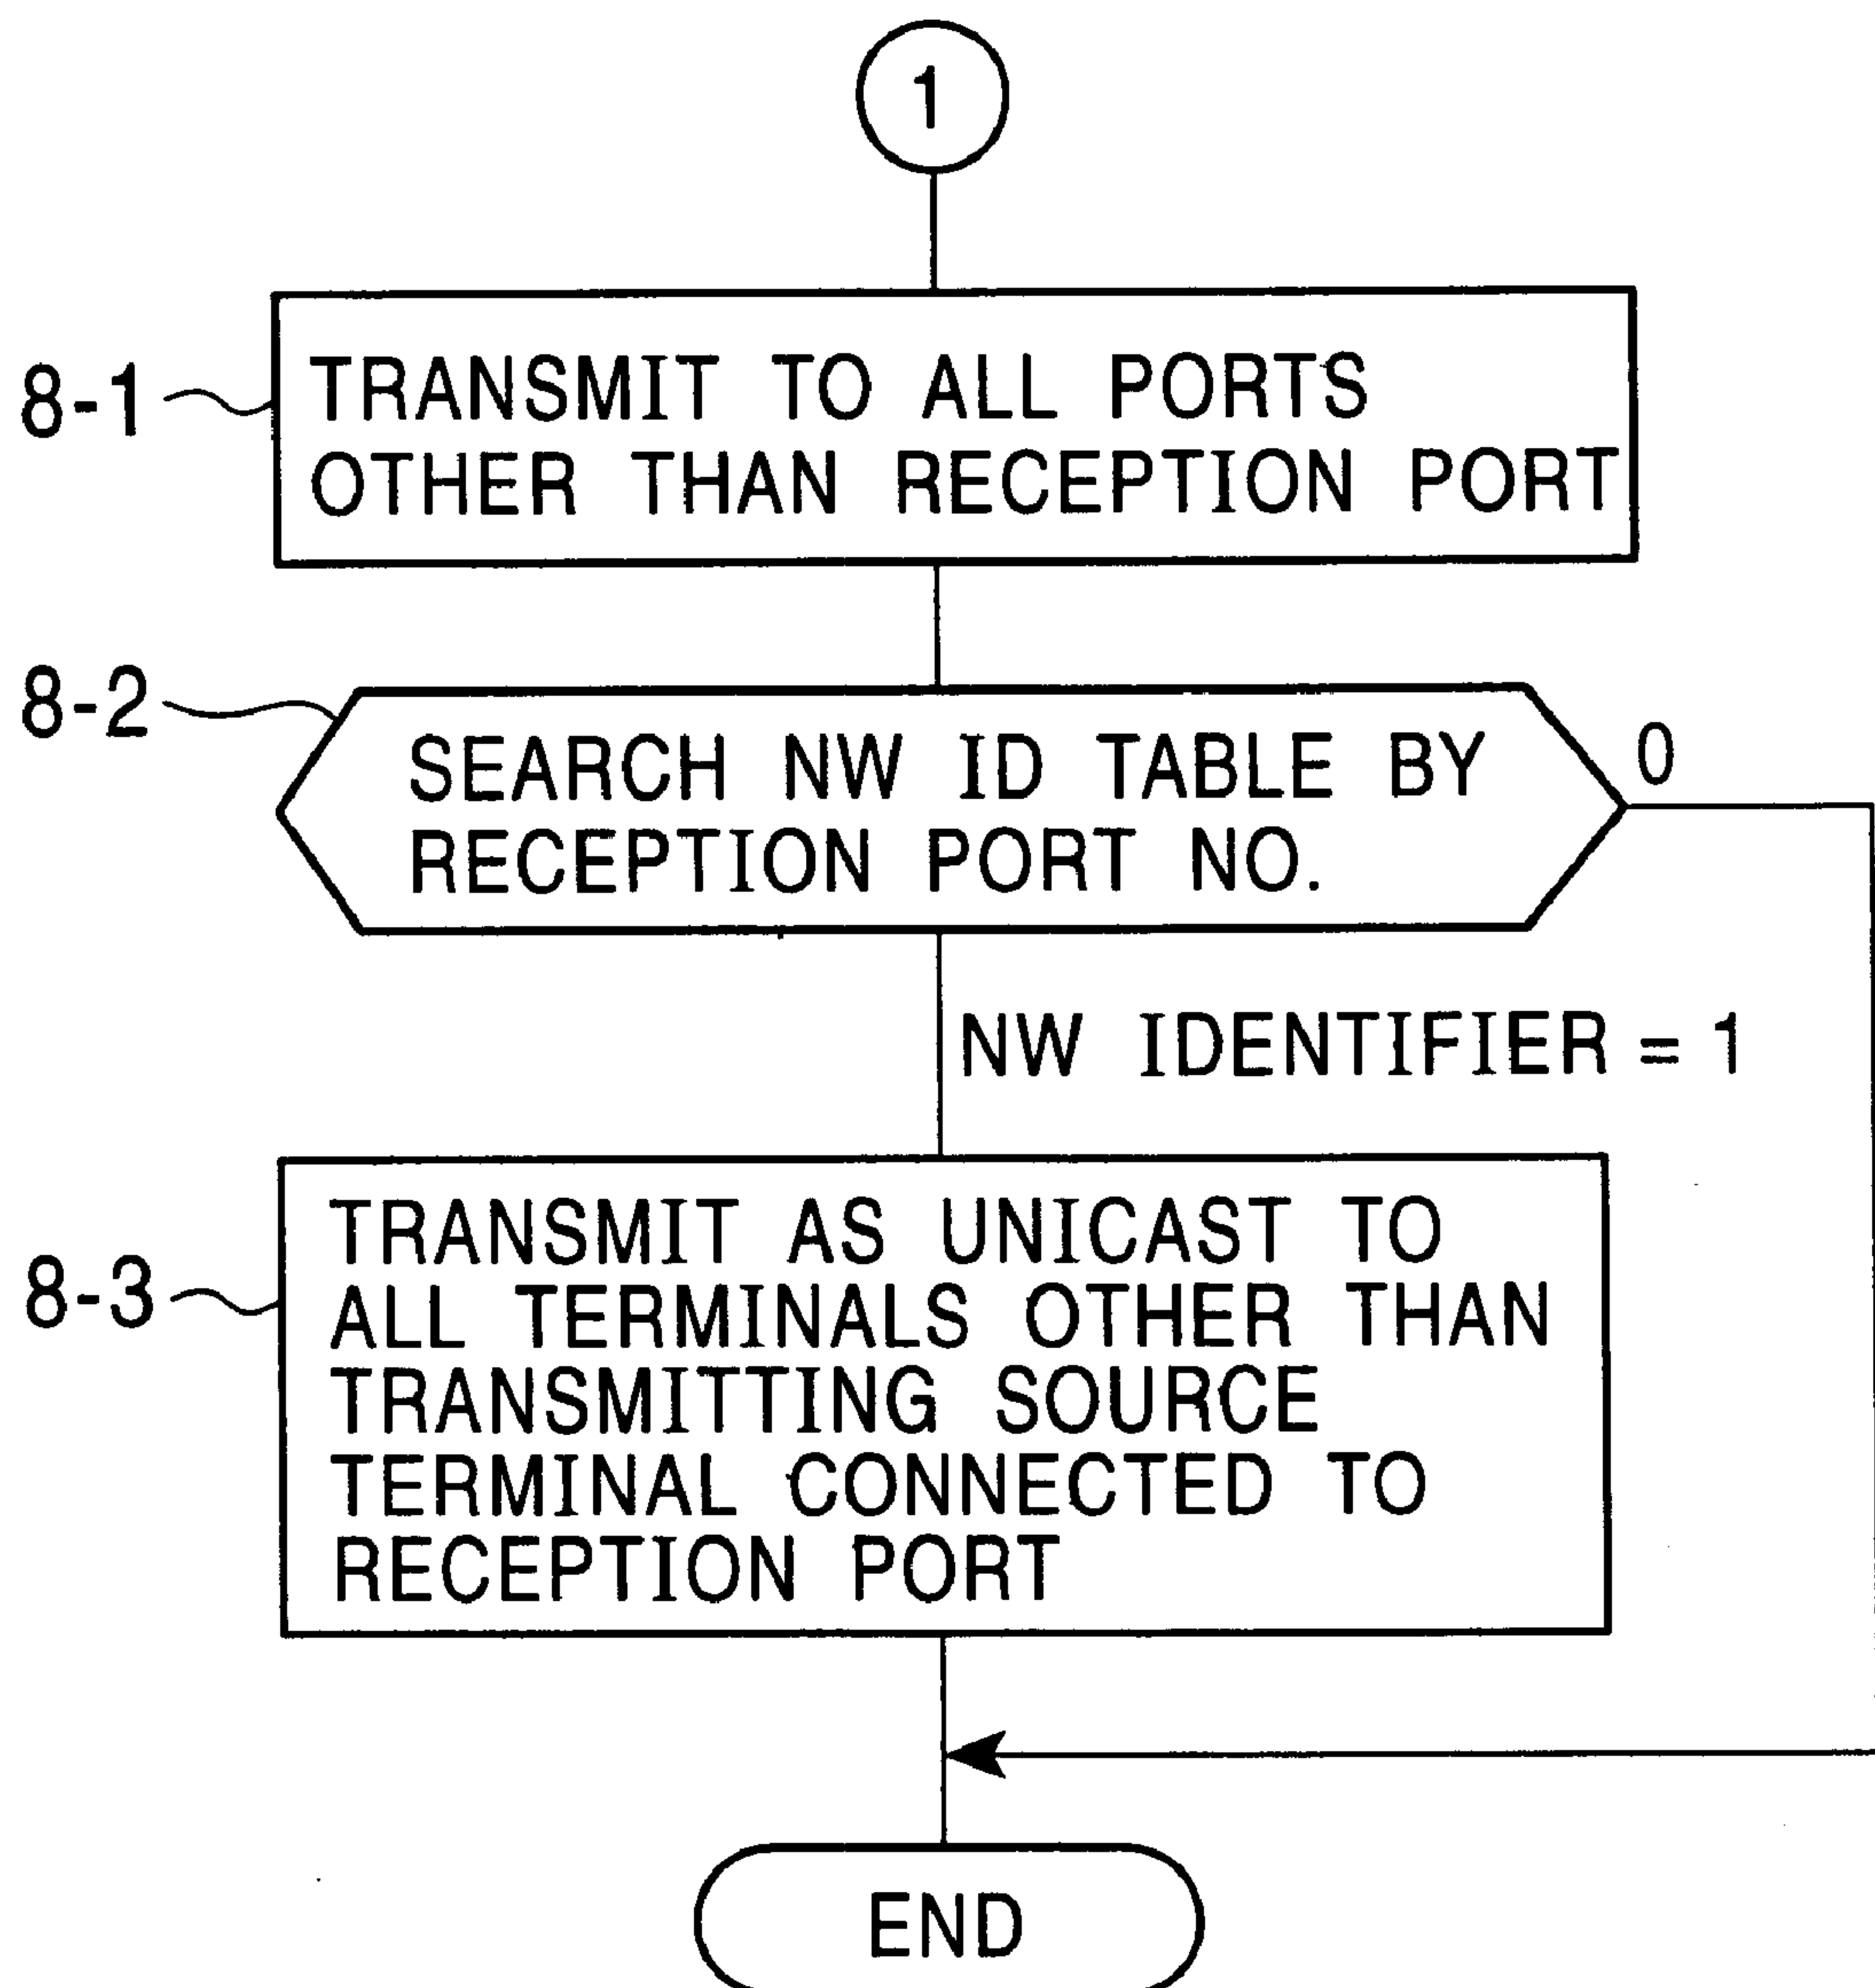 1
8-1
TRANSMIT TO ALL PORTS
OTHER THAN RECEPTION PORT
8-2
SEARCH NW ID TABLE BY
RECEPTION PORT NO.
0
NW IDENTIFIER = 1
8-3
TRANSMIT AS UNICAST TO
ALL TERMINALS OTHER THAN
TRANSMITTING SOURCE
TERMINAL CONNECTED TO
RECEPTION PORT
END